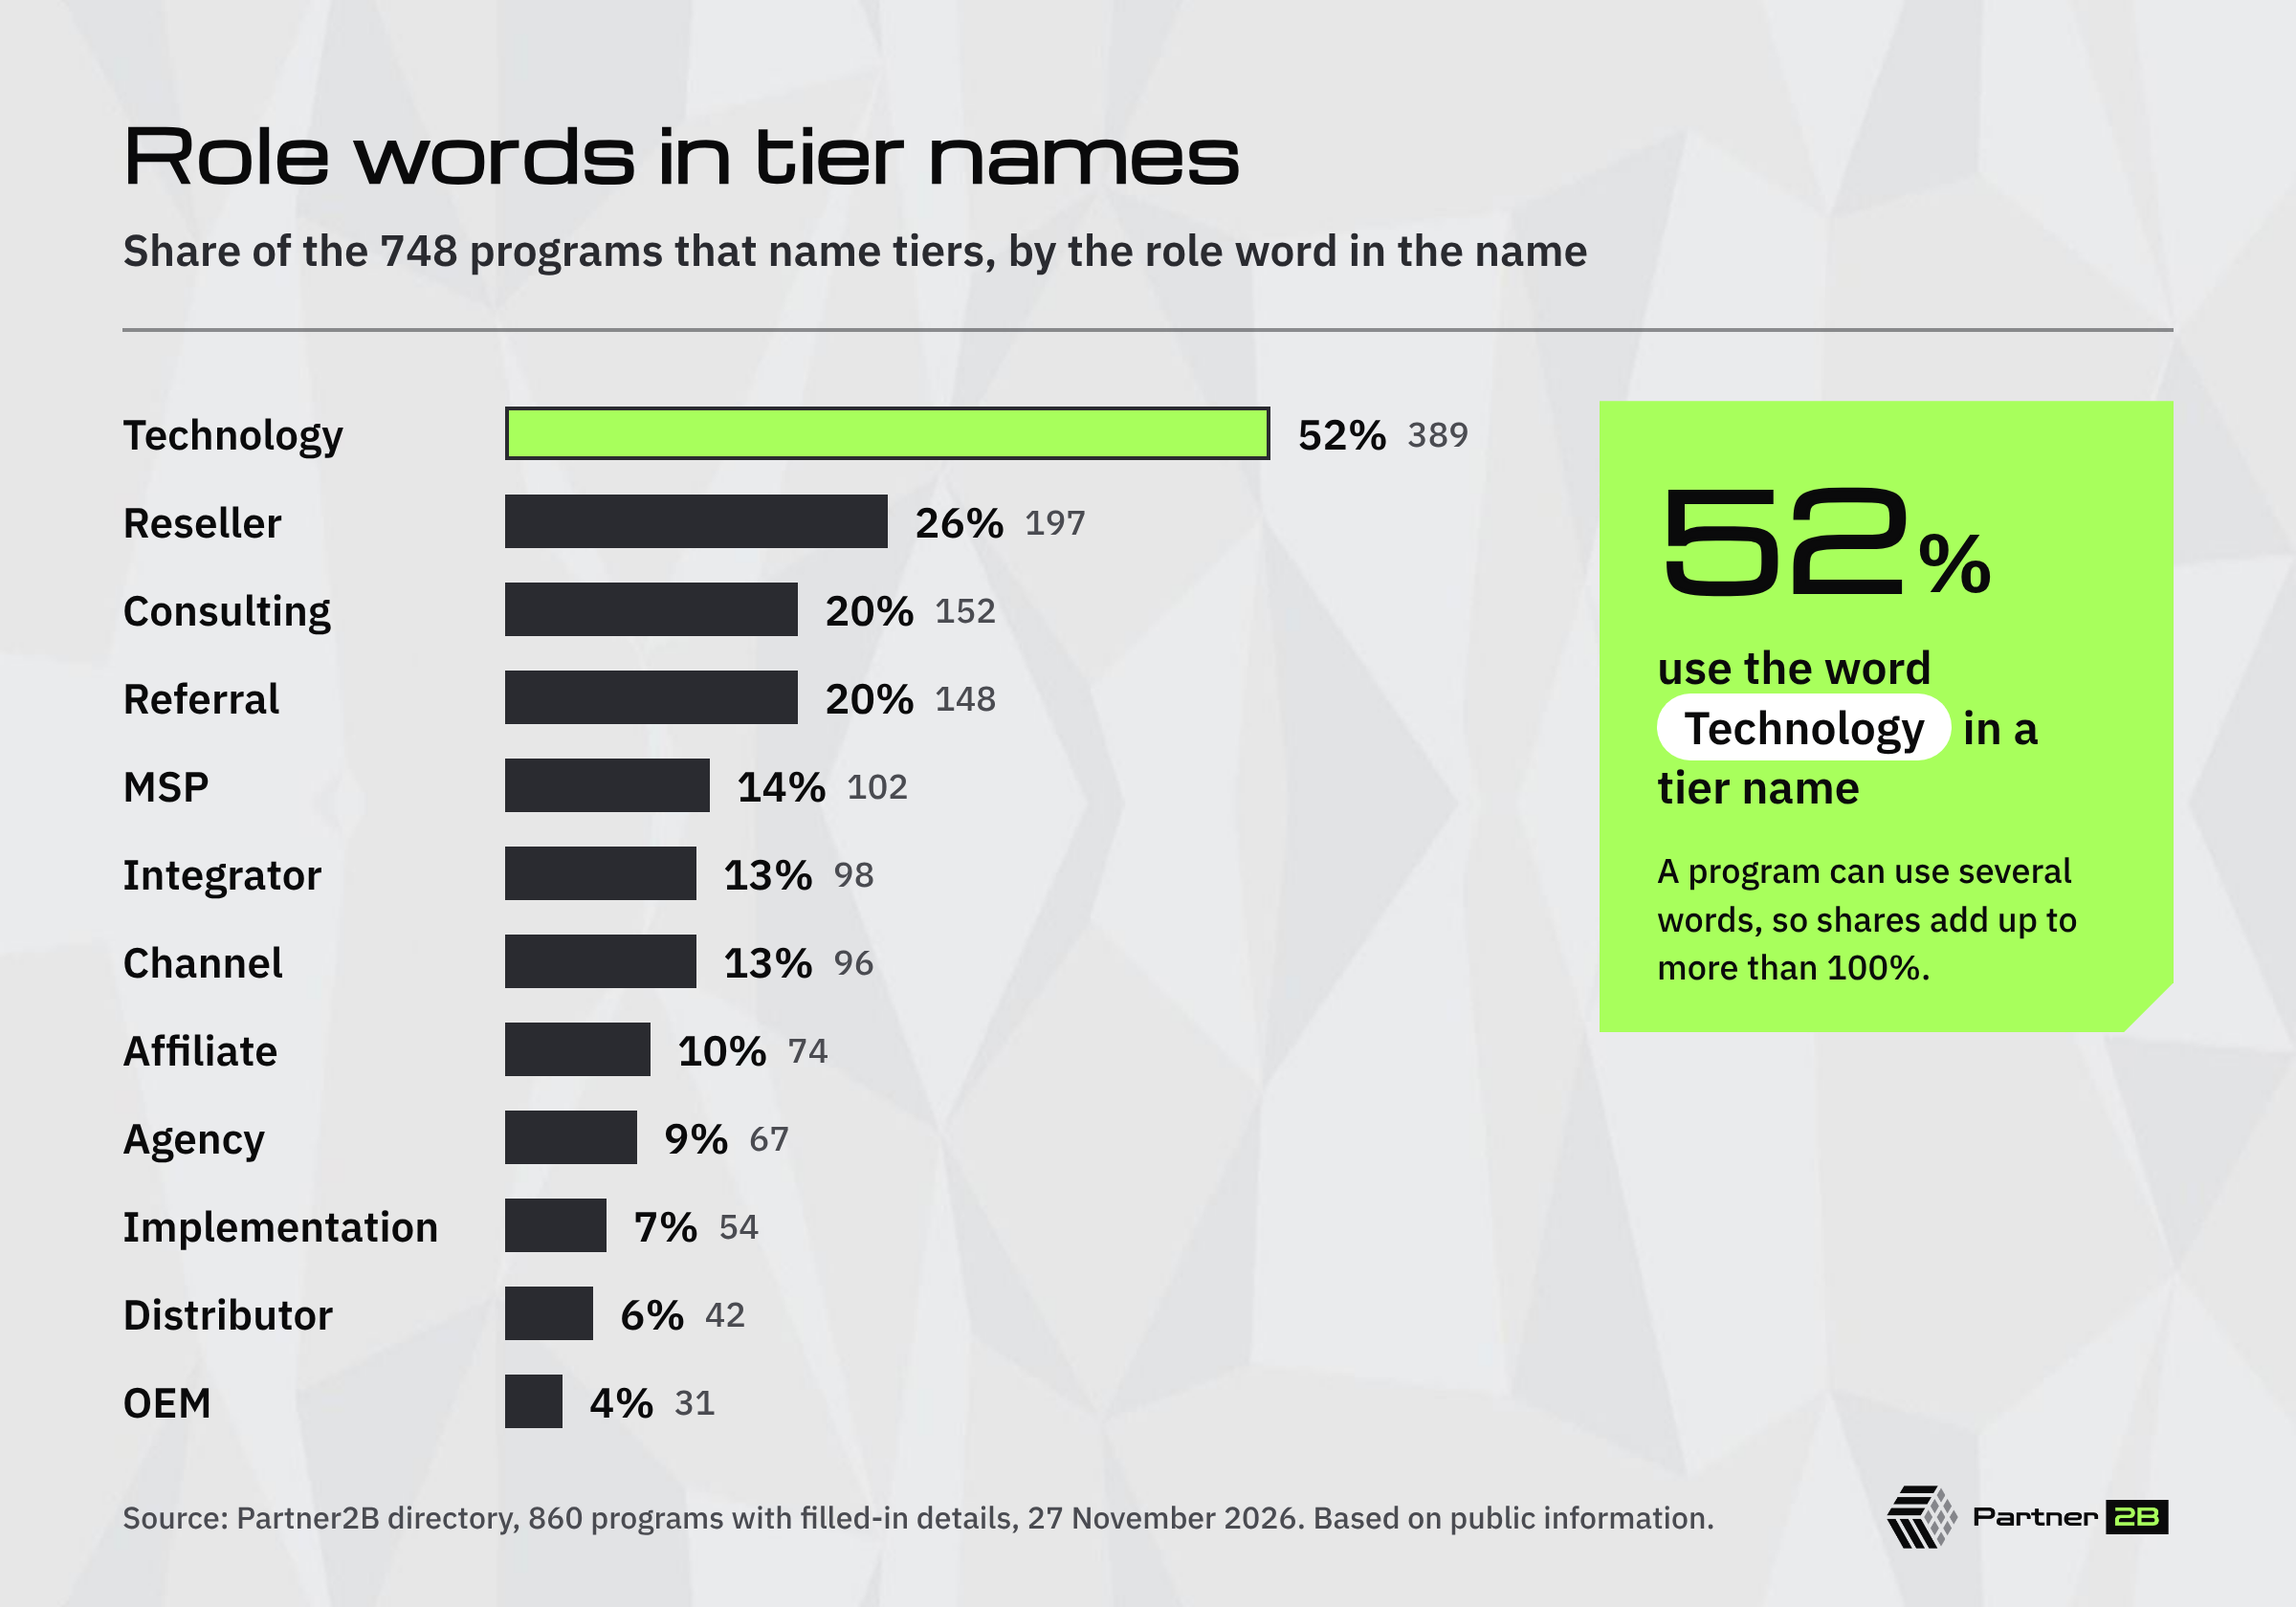 Role words in tier names
Share of the 748 programs that name tiers, by the role word in the name
Technology 52% 389
Reseller 26% 197
Consulting 20% 152
Referral 20% 148
MSP 14% 102
Integrator 13% 98
Channel 13% 96
Affiliate 10% 74
Agency 9% 67
Implementation 7% 54
Distributor 6% 42
OEM 4% 31
52%
use the word
Technology in a
tier name
A program can use several
words, so shares add up to
more than 100%.
Source: Partner2B directory, 860 programs with filled-in details, 27 November 2026. Based on public information.
Partner 2B